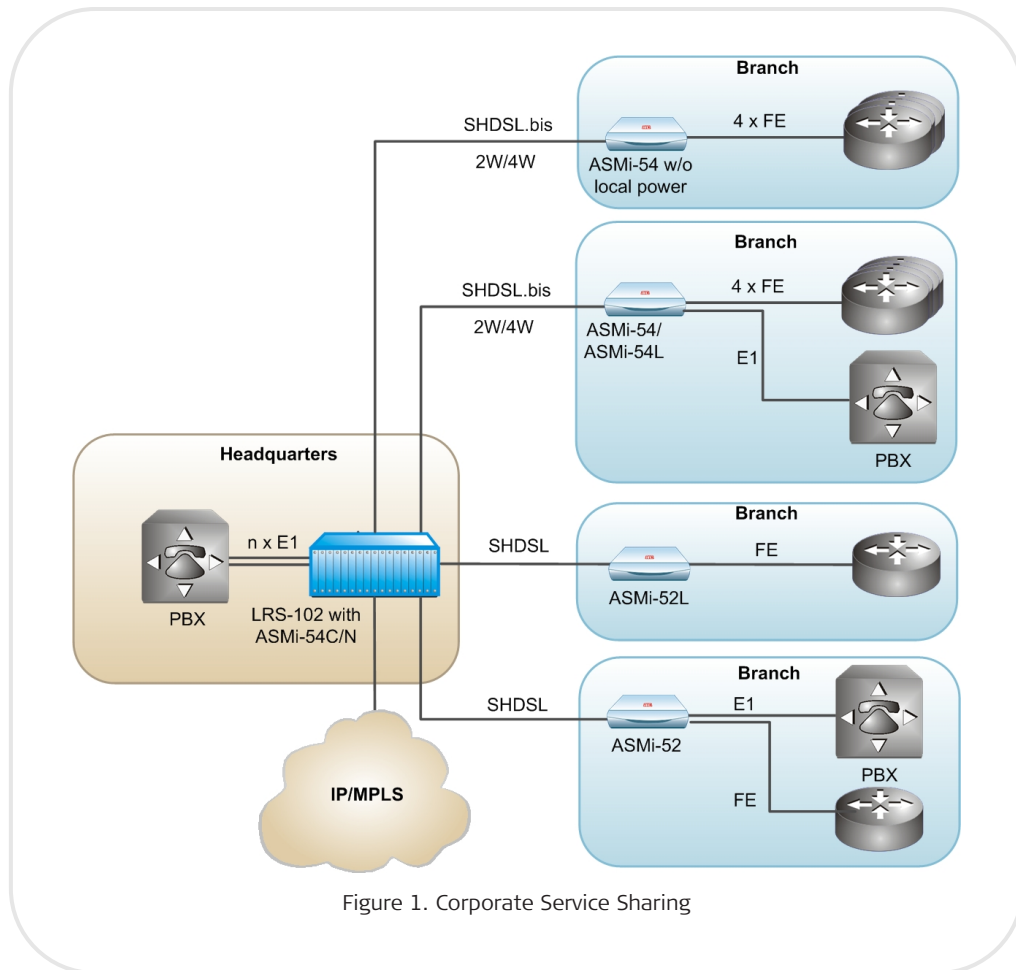 Branch
SHDSL.bis
2W/4W
4 x FE
ASMi-54 w/o
local power
Branch
SHDSL.bis
2W/4W
4 x FE
ASMi-54/
ASMi-54L
E1
PBX
Headquarters
n x E1
PBX
LRS-102 with
ASMi-54C/N
Branch
SHDSL
FE
ASMi-52L
Branch
SHDSL
E1
ASMi-52
PBX
FE
IP/MPLS
Figure 1. Corporate Service Sharing